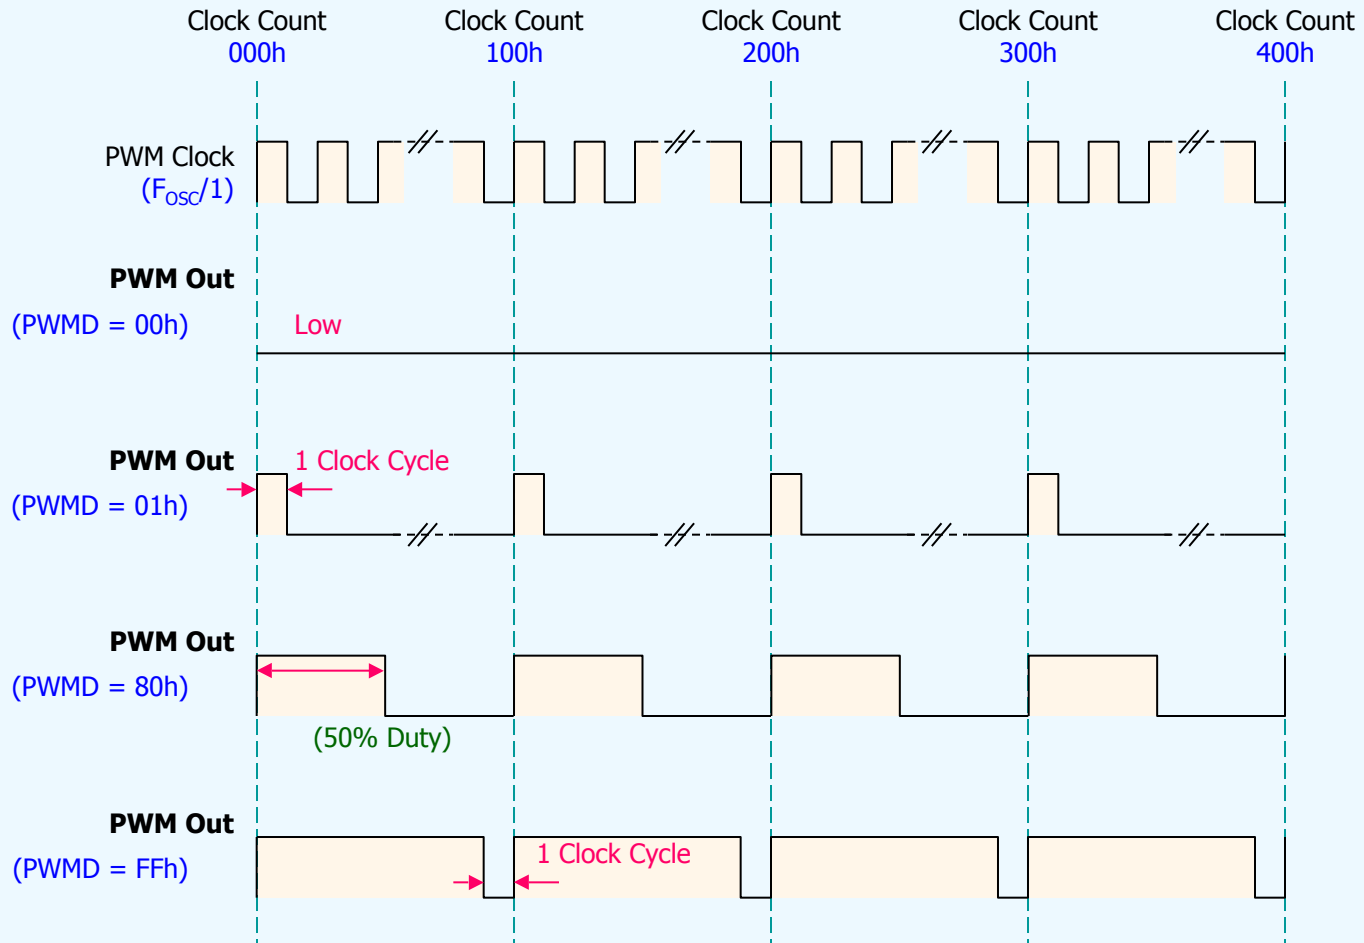 Clock Count Clock Count Clock Count Clock Count Clock Count
000h 100h 200h 300h 400h
PWM Clock
(FOSC/1)
PWM Out
(PWMD = 00h) Low
PWM Out 1 Clock Cycle
(PWMD = 01h)
PWM Out
(PWMD = 80h)
(50% Duty)
PWM Out
1 Clock Cycle
(PWMD = FFh)